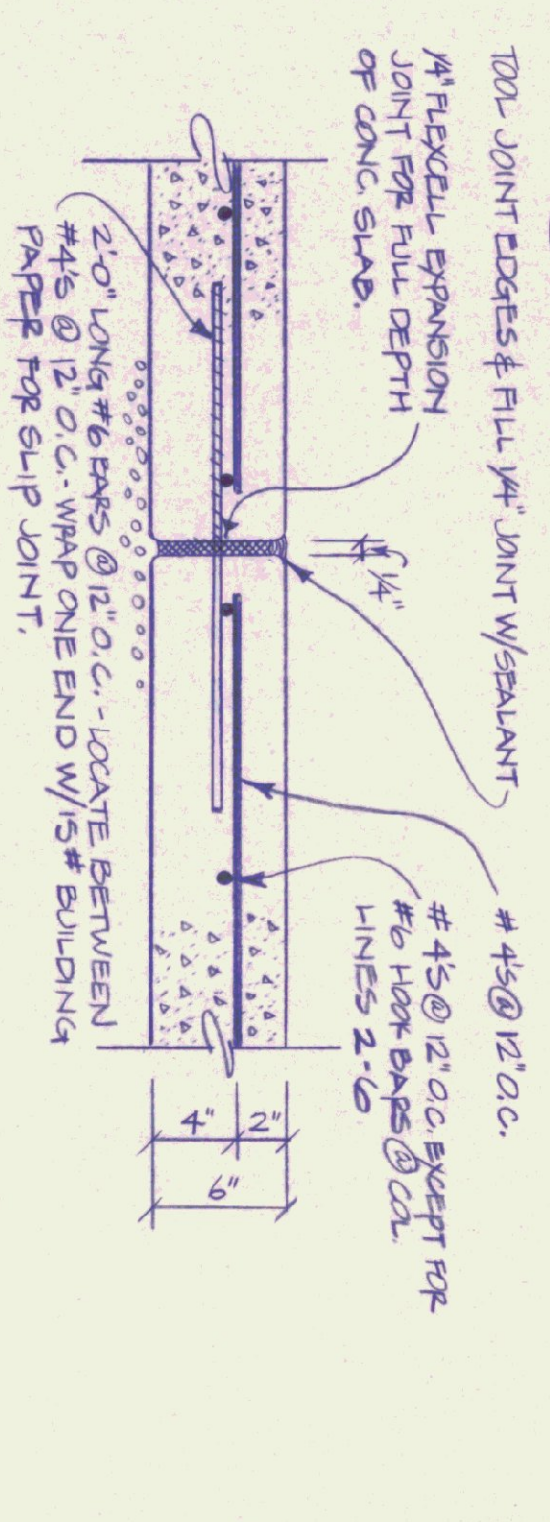 TOOL JOINT EDGES & FILL 1/4" JOINT W/SEALANT
1/4" FLEXCELL EXPANSION
JOINT FOR FULL DEPTH
OF CONC. SLAB.
1/4"
# 4'S @ 12" O.C.
# 4'S @ 12" O.C. EXCEPT FOR
#6 HOOK BARS @ COL.
LINES 2-6
4"
2"
6"
2'-0" LONG #6 BARS @ 12" O.C. - LOCATE BETWEEN
#4'S @ 12" O.C. - WRAP ONE END W/15# BUILDING
PAPER FOR SLIP JOINT.